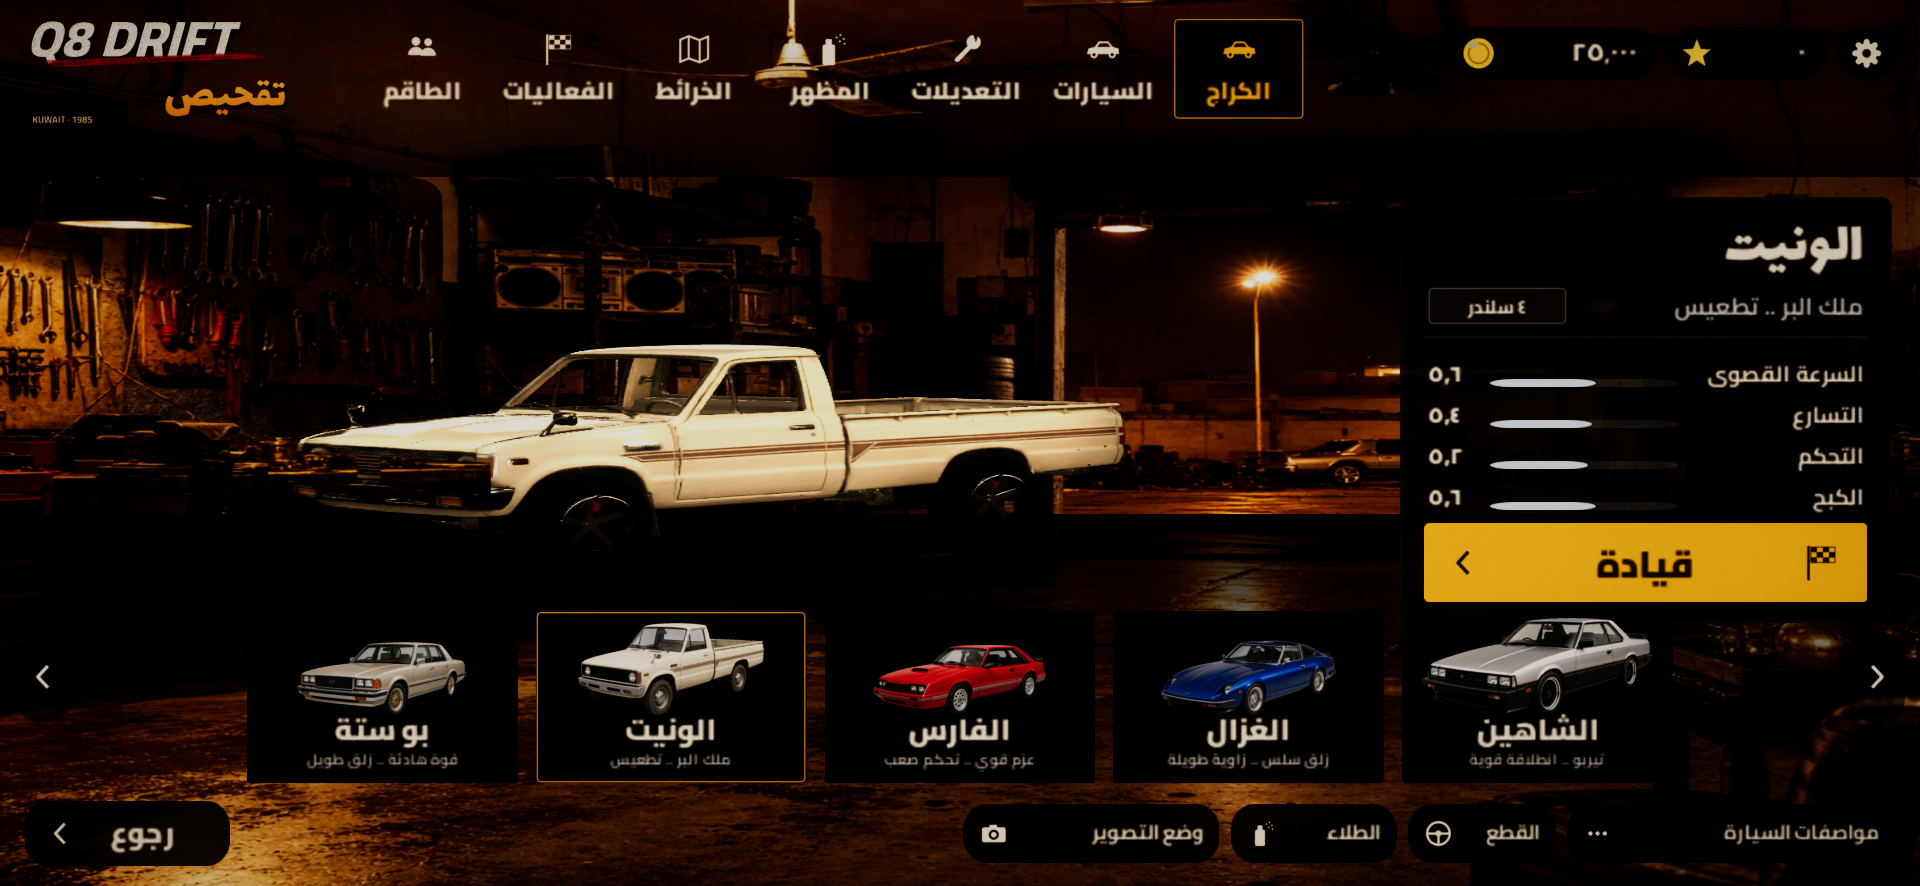 Q8 DRIFT
تفحيص
KUWAIT · 1985
الكراج
السيارات
التعديلات
المظهر
الخرائط
الفعاليات
الطاقم
٢٥,٠٠٠
٠
الونيت
ملك البر .. تطعيس
٤ سلندر
السرعة القصوى
٥,٦
التسارع
٥,٤
التحكم
٥,٢
الكبح
٥,٦
قيادة
الشاهين
تيربو .. انطلاقة قوية
الغزال
زلق سلس .. زاوية طويلة
الفارس
عزم قوي .. تحكم صعب
الونيت
ملك البر .. تطعيس
بو ستة
قوة هادئة .. زلق طويل
مواصفات السيارة
القطع
الطلاء
وضع التصوير
رجوع